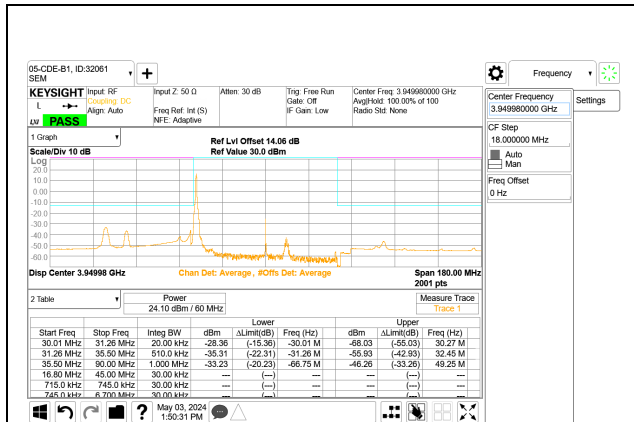 05-CDE-B1, ID:32061
SEM
+
Frequency
KEYSIGHT
L
LXI
PASS
Input: RF
Coupling: DC
Align: Auto
Input Z: 50 Ω
Freq Ref: Int (S)
NFE: Adaptive
Atten: 30 dB
Trig: Free Run
Gate: Off
IF Gain: Low
Center Freq: 3.949980000 GHz
Avg|Hold: 100.00% of 100
Radio Std: None
Center Frequency
3.949980000 GHz
Settings
CF Step
18.000000 MHz
Auto
Man
Freq Offset
0 Hz
1 Graph
Scale/Div 10 dB
Ref Lvl Offset 14.06 dB
Ref Value 30.0 dBm
Log
20.0
10.0
0.00
-10.0
-20.0
-30.0
-40.0
-50.0
-60.0
Disp Center 3.94998 GHz
Chan Det: Average, #Offs Det: Average
Span 180.00 MHz
2001 pts
2 Table
Power
24.10 dBm / 60 MHz
Measure Trace
Trace 1
Lower Upper
Start Freq Stop Freq Integ BW dBm ΔLimit(dB) Freq (Hz) dBm ΔLimit(dB) Freq (Hz)
30.01 MHz 31.26 MHz 20.00 kHz -28.36 (-15.36) -30.01 M -68.03 (-55.03) 30.27 M
31.26 MHz 35.50 MHz 510.0 kHz -35.31 (-22.31) -31.26 M -55.93 (-42.93) 32.45 M
35.50 MHz 90.00 MHz 1.000 MHz -33.23 (-20.23) -66.75 M -46.26 (-33.26) 49.25 M
16.80 MHz 45.00 MHz 30.00 kHz --- (---) --- (---)
715.0 kHz 745.0 kHz 30.00 kHz --- (---) --- (---)
745.0 kHz 6.700 MHz 30.00 kHz --- (---) --- (---)
?
May 03, 2024
1:50:31 PM